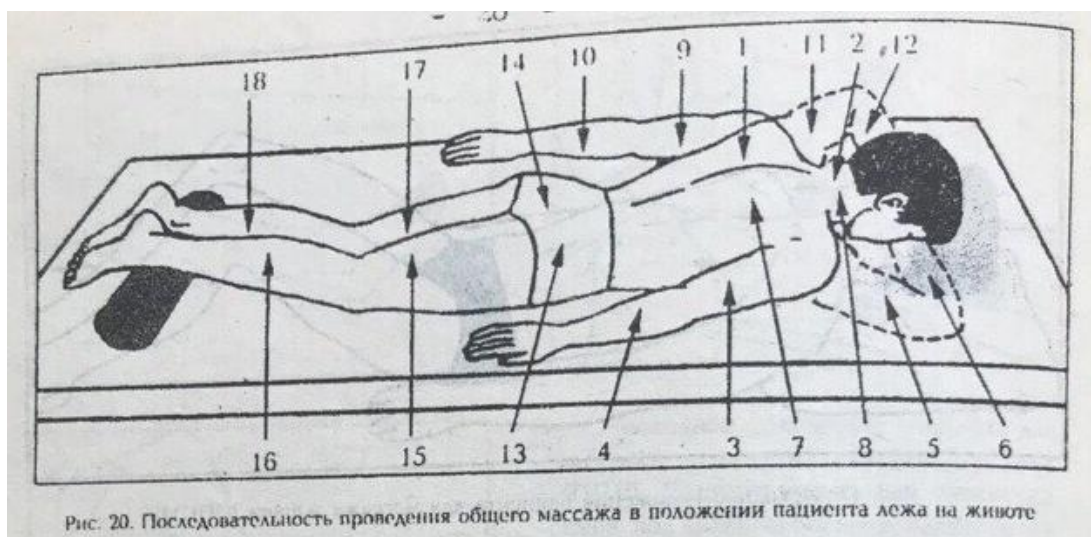 18 17 14 10 9 1 11 2 12
16 15 13 4 3 7 8 5 6
Рис. 20. Последовательность проведения общего массажа в положении пациента лежа на животе